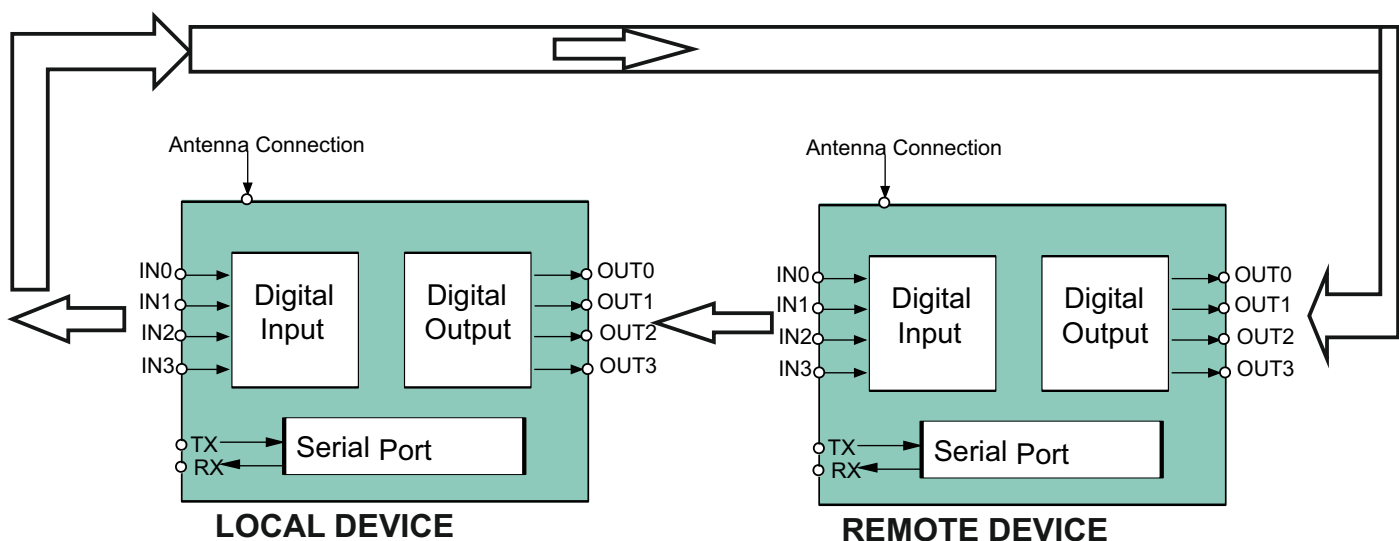 Antenna Connection
Antenna Connection
IN0
IN1
IN2
IN3
Digital
Input
Digital
Output
OUT0
OUT1
OUT2
OUT3
TX
RX
Serial Port
LOCAL DEVICE
IN0
IN1
IN2
IN3
Digital
Input
Digital
Output
OUT0
OUT1
OUT2
OUT3
TX
RX
Serial Port
REMOTE DEVICE